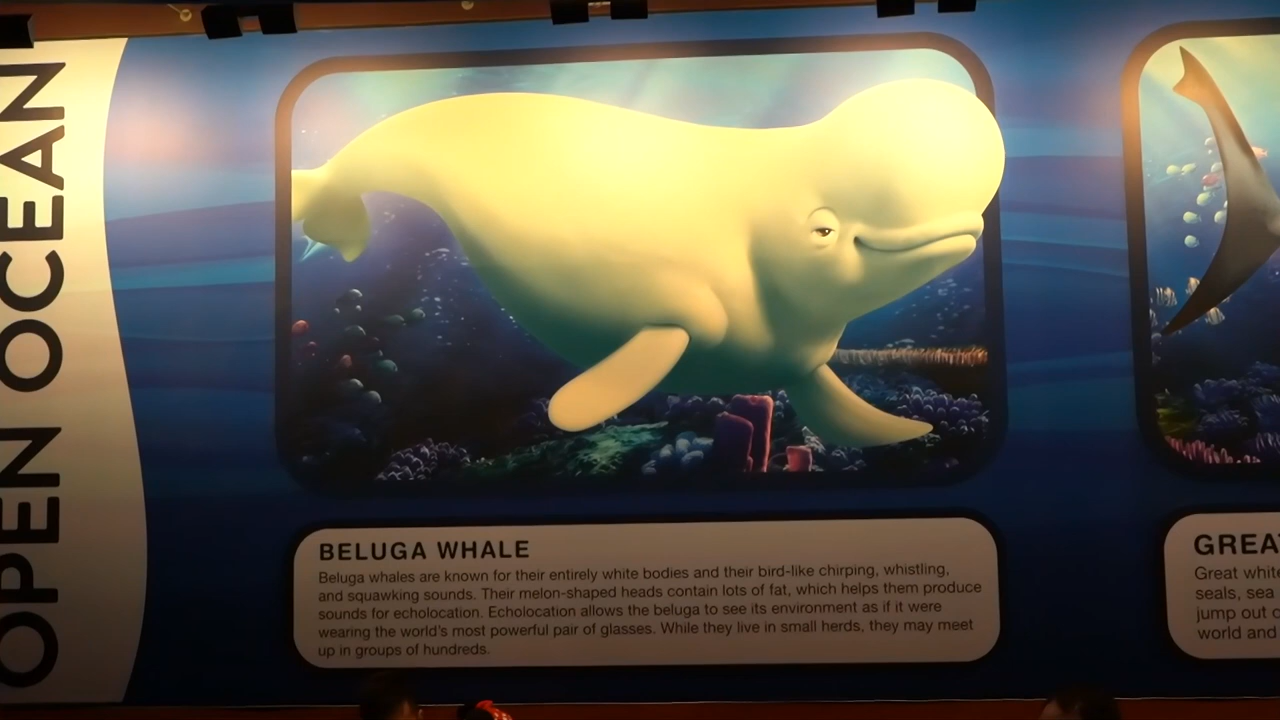 OPEN OCEAN
BELUGA WHALE
Beluga whales are known for their entirely white bodies and their bird-like chirping, whistling,
and squawking sounds. Their melon-shaped heads contain lots of fat, which helps them produce
sounds for echolocation. Echolocation allows the beluga to see its environment as if it were
wearing the world's most powerful pair of glasses. While they live in small herds, they may meet
up in groups of hundreds.
GREA
Great white
seals, sea
jump out o
world and